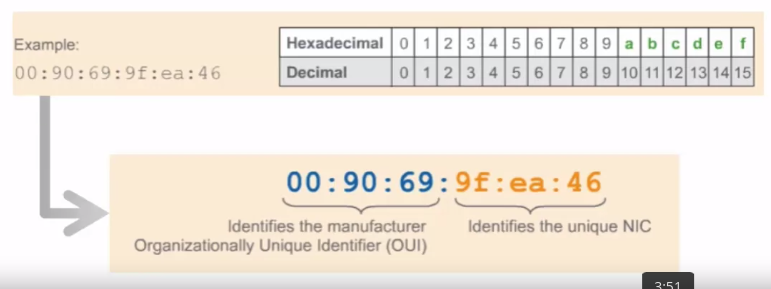 Example:
00:90:69:9f:ea:46
Hexadecimal 0 1 2 3 4 5 6 7 8 9 a b c d e f
Decimal 0 1 2 3 4 5 6 7 8 9 10 11 12 13 14 15
00:90:69:9f:ea:46
Identifies the manufacturer
Organizationally Unique Identifier (OUI)
Identifies the unique NIC
3:51